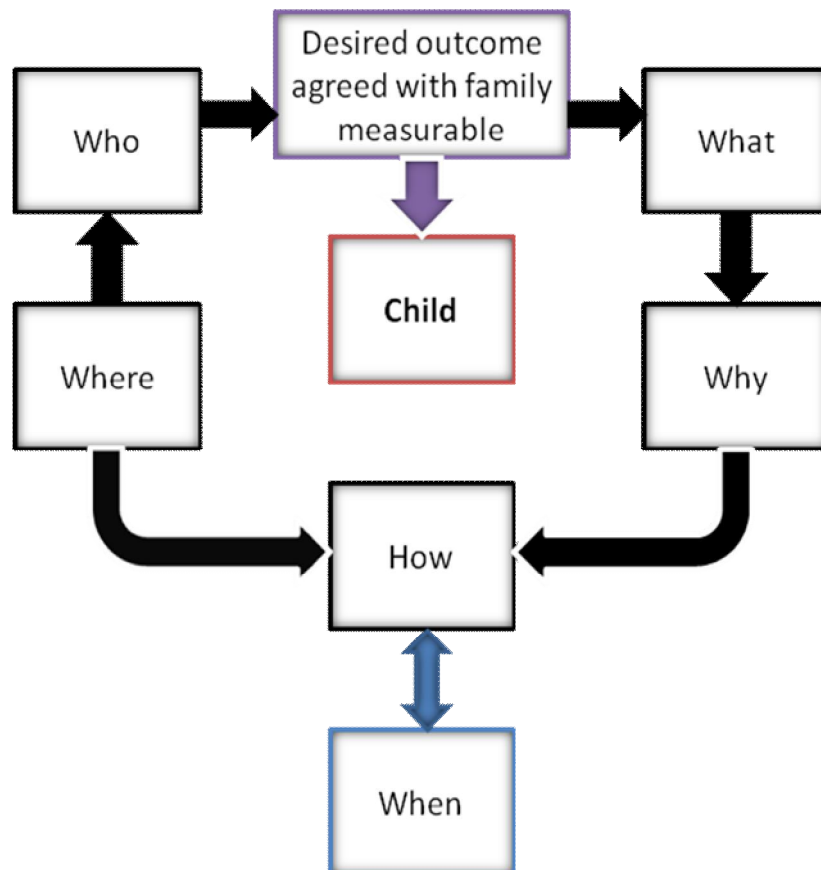 Desired outcome
agreed with family
measurable
Who
What
Child
Where
Why
How
When